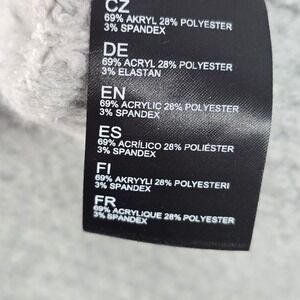 CZ
69% AKRYL 28% POLYESTER
3% SPANDEX
DE
69% ACRYL 28% POLYESTER
3% ELASTAN
EN
69% ACRYLIC 28% POLYESTER
3% SPANDEX
ES
69% ACRÍLICO 28% POLIÉSTER
3% SPANDEX
FI
69% AKRYYLI 28% POLYESTERI
3% SPANDEX
FR
69% ACRYLIQUE 28% POLYESTER
3% SPANDEX